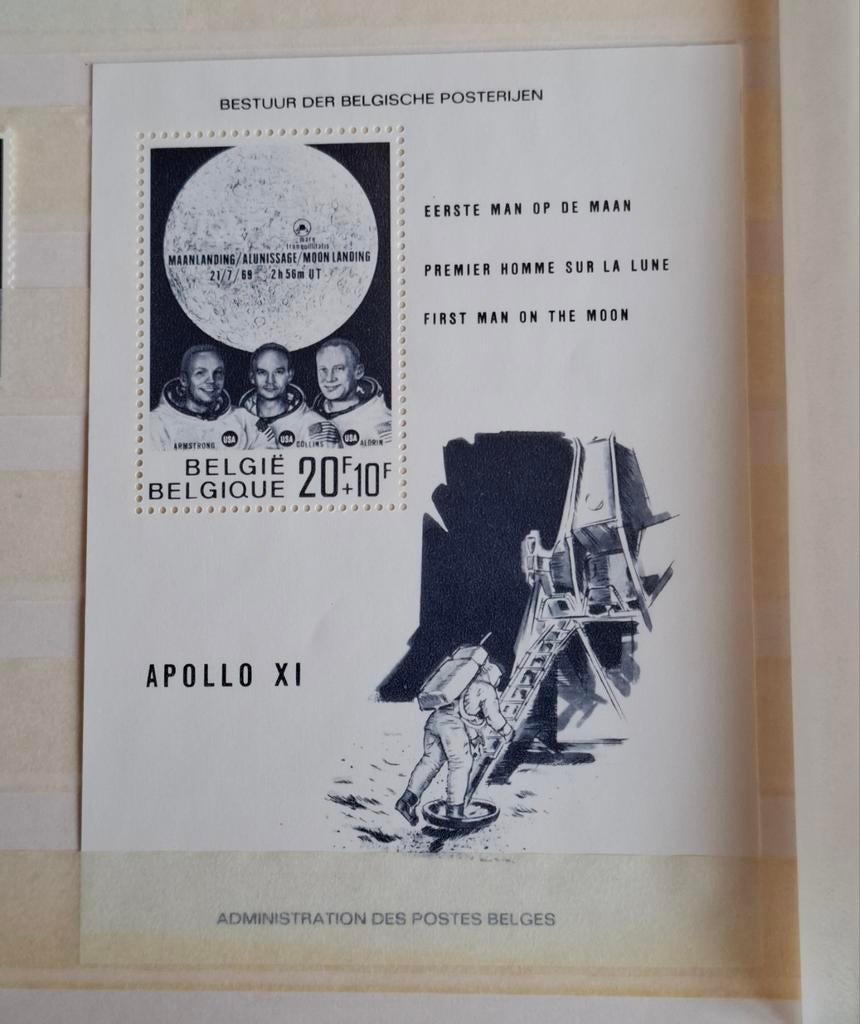 BESTUUR DER BELGISCHE POSTERIJEN
mare
tranquillitatis
MAANLANDING/ALUNISSAGE/MOON LANDING
21/7/69 2h56m UT
ARMSTRONG USA USA COLLINS USA ALDRIN
BELGIË
BELGIQUE 20F+10F
EERSTE MAN OP DE MAAN
PREMIER HOMME SUR LA LUNE
FIRST MAN ON THE MOON
APOLLO XI
ADMINISTRATION DES POSTES BELGES